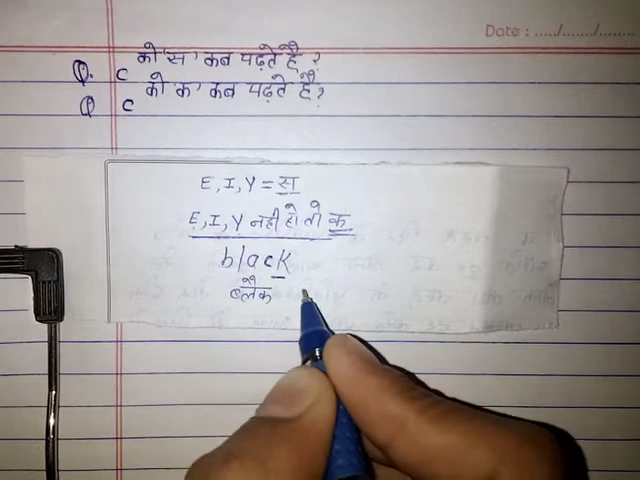 Date : ...../......../........
Q. C को 'स' कब पढ़ते है ?
Q C को क' कब पढ़ते हैं ?
E, I, Y = स
E, I, Y नही हो तो क
black
ब्लैक